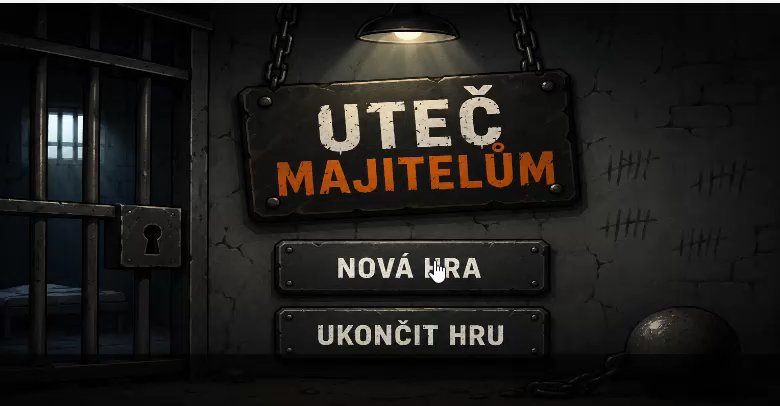 UTEČ
MAJITELŮM
NOVÁ HRA
UKONČIT HRU